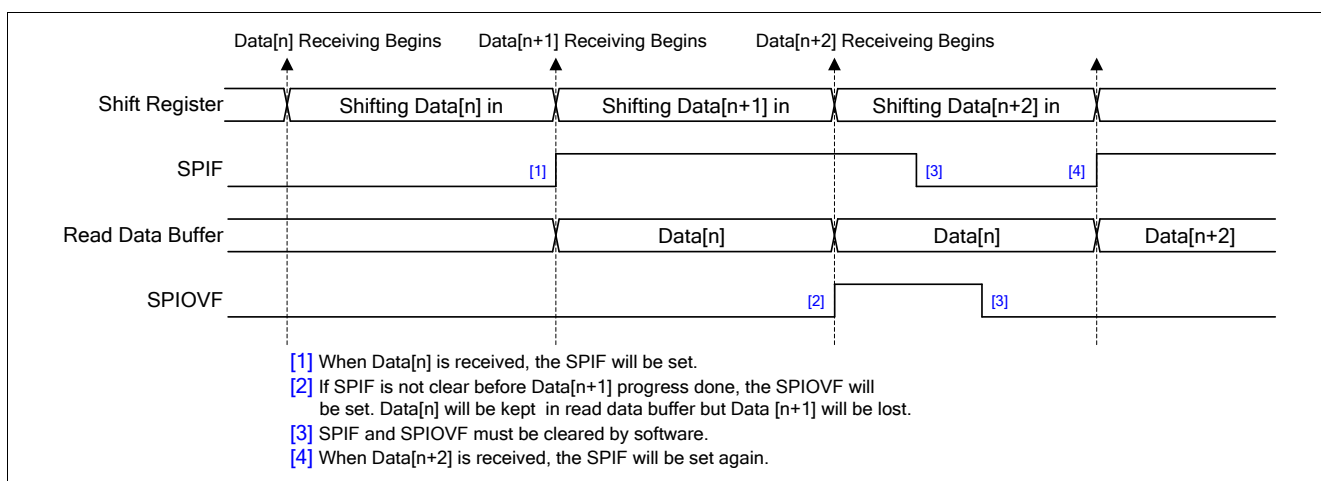 Data[n] Receiving Begins Data[n+1] Receiving Begins Data[n+2] Receiveing Begins
Shift Register Shifting Data[n] in Shifting Data[n+1] in Shifting Data[n+2] in
SPIF [1] [3] [4]
Read Data Buffer Data[n] Data[n] Data[n+2]
SPIOVF [2] [3]
[1] When Data[n] is received, the SPIF will be set.
[2] If SPIF is not clear before Data[n+1] progress done, the SPIOVF will
be set. Data[n] will be kept in read data buffer but Data [n+1] will be lost.
[3] SPIF and SPIOVF must be cleared by software.
[4] When Data[n+2] is received, the SPIF will be set again.